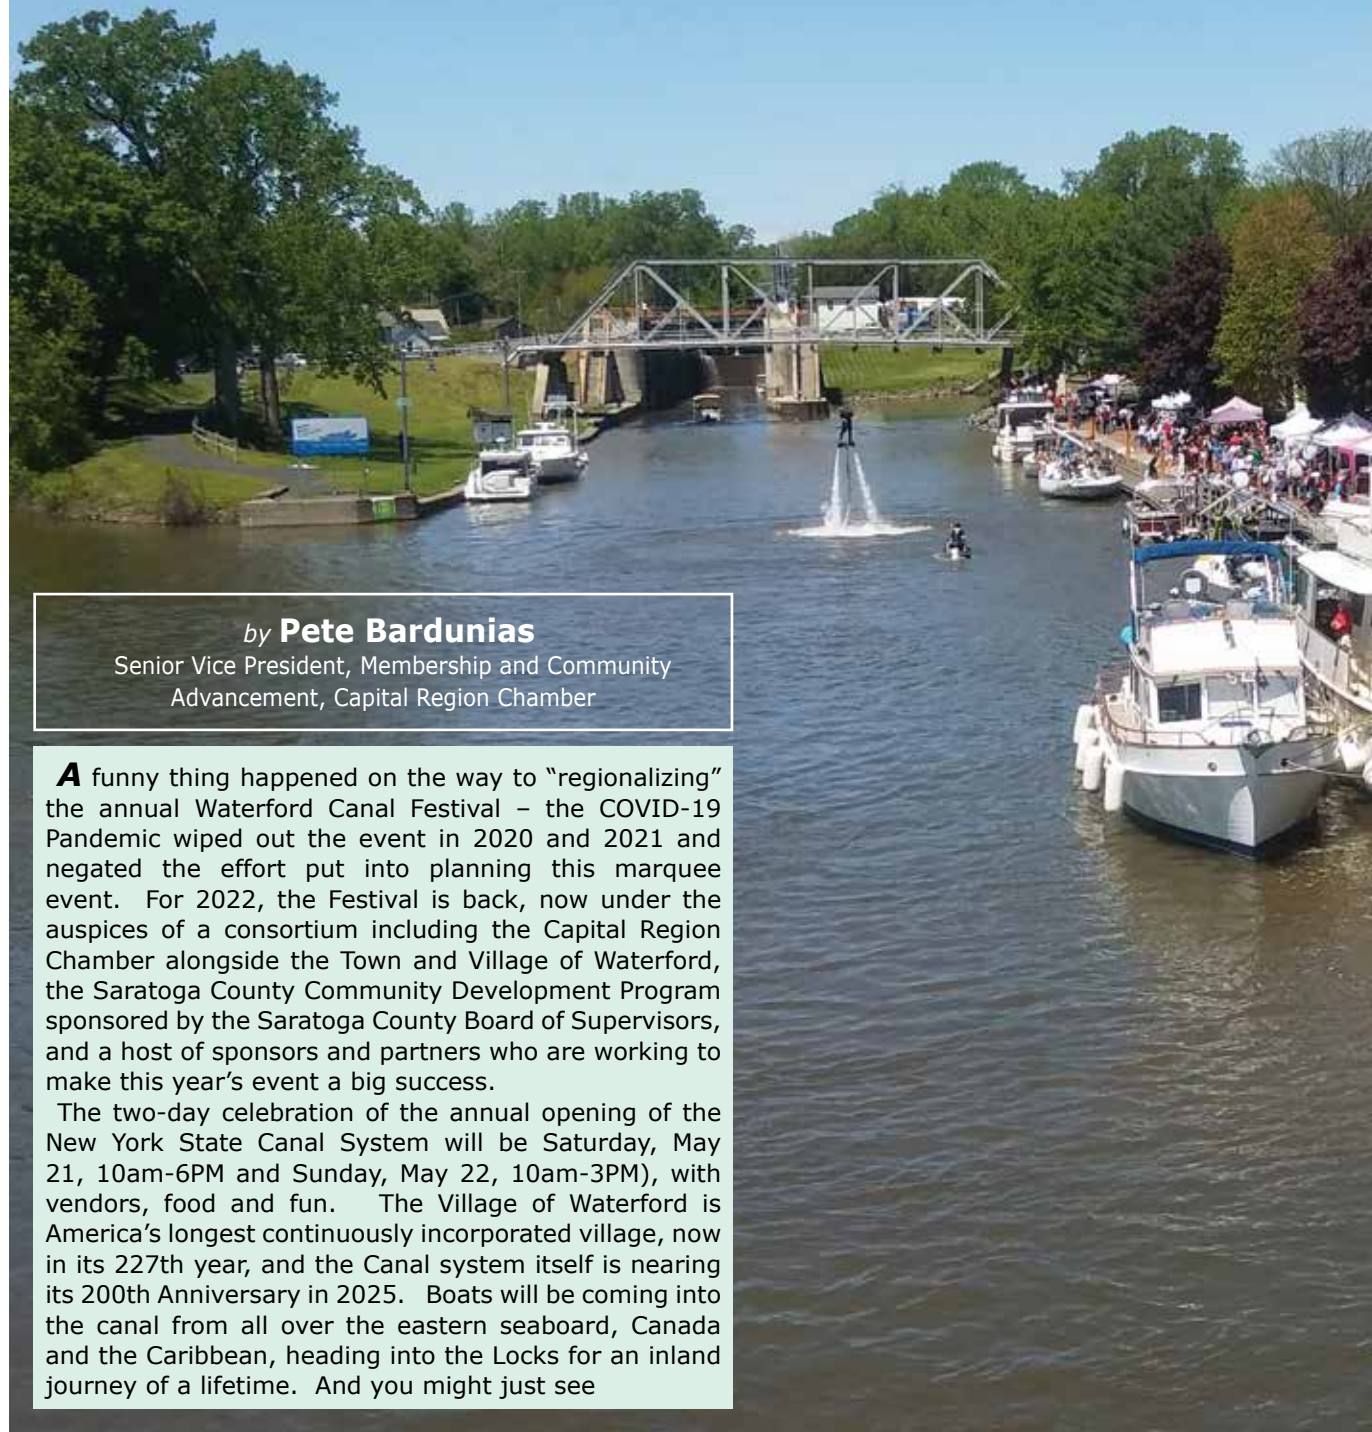 by Pete Bardunias
Senior Vice President, Membership and Community
Advancement, Capital Region Chamber
A funny thing happened on the way to “regionalizing”
the annual Waterford Canal Festival – the COVID-19
Pandemic wiped out the event in 2020 and 2021 and
negated the effort put into planning this marquee
event.  For 2022, the Festival is back, now under the
auspices of a consortium including the Capital Region
Chamber alongside the Town and Village of Waterford,
the Saratoga County Community Development Program
sponsored by the Saratoga County Board of Supervisors,
and a host of sponsors and partners who are working to
make this year’s event a big success.
The two-day celebration of the annual opening of the
New York State Canal System will be Saturday, May
21, 10am-6PM and Sunday, May 22, 10am-3PM), with
vendors, food and fun.   The Village of Waterford is
America’s longest continuously incorporated village, now
in its 227th year, and the Canal system itself is nearing
its 200th Anniversary in 2025.   Boats will be coming into
the canal from all over the eastern seaboard, Canada
and the Caribbean, heading into the Locks for an inland
journey of a lifetime.  And you might just see